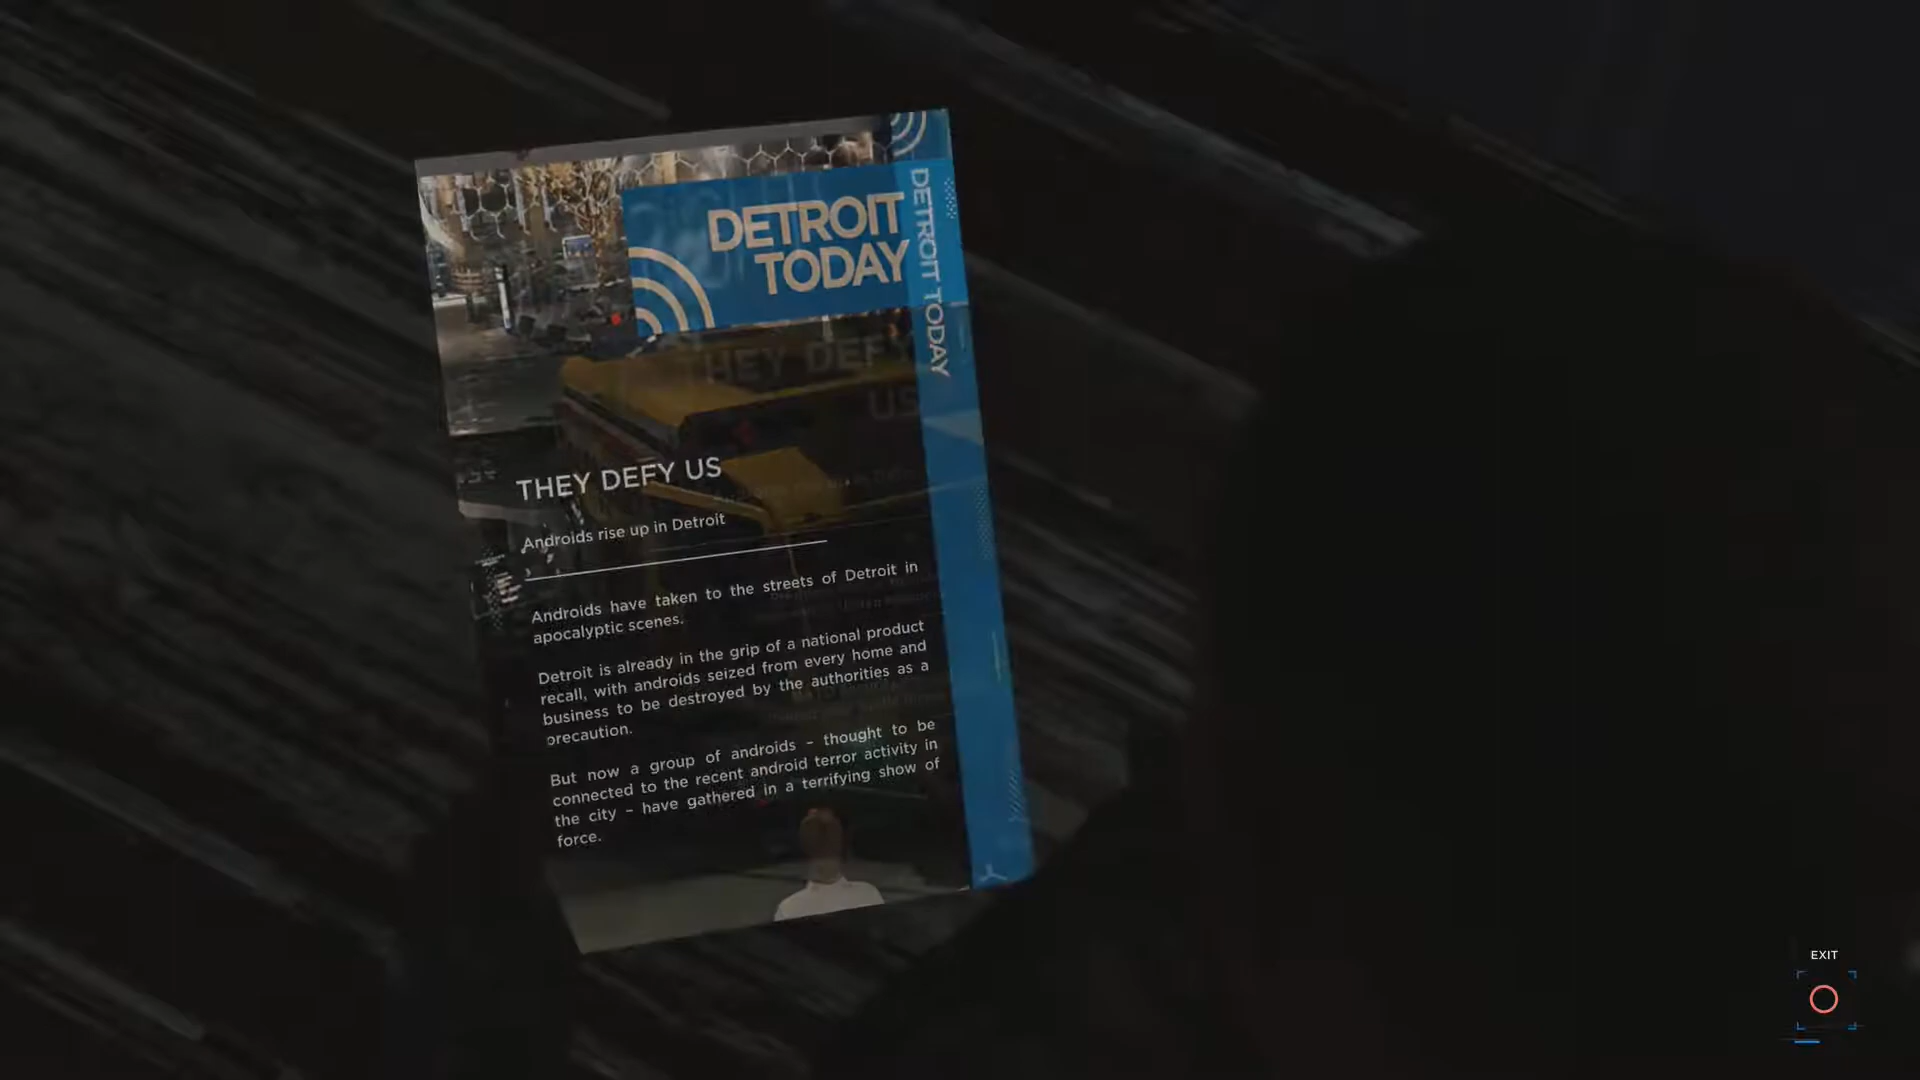 DETROIT
TODAY
DETROIT TODAY
THEY DEFY
US
THEY DEFY US
Androids rise up in Detroit
Androids have taken to the streets of Detroit in
apocalyptic scenes.
Detroit is already in the grip of a national product
recall, with androids seized from every home and
business to be destroyed by the authorities as a
precaution.
But now a group of androids – thought to be
connected to the recent android terror activity in
the city – have gathered in a terrifying show of
force.
EXIT